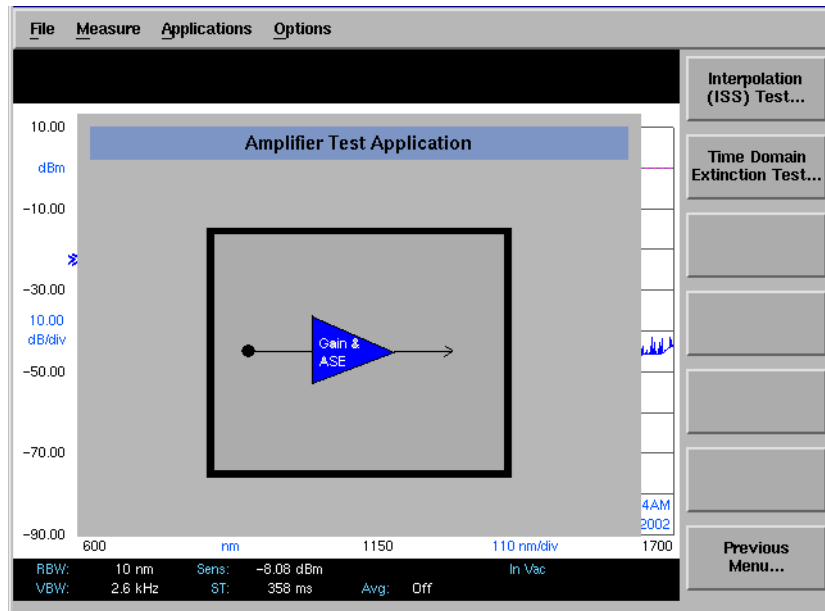 File Measure Applications Options
Interpolation
(ISS) Test...
Time Domain
Extinction Test...
Previous
Menu...
Amplifier Test Application
Gain &
ASE
10.00
dBm
-10.00
-30.00
10.00
dB/div
-50.00
-70.00
-90.00
4AM
2002
600 nm 1150 110 nm/div 1700
RBW: 10 nm Sens: -8.08 dBm In Vac
VBW: 2.6 kHz ST: 358 ms Avg: Off